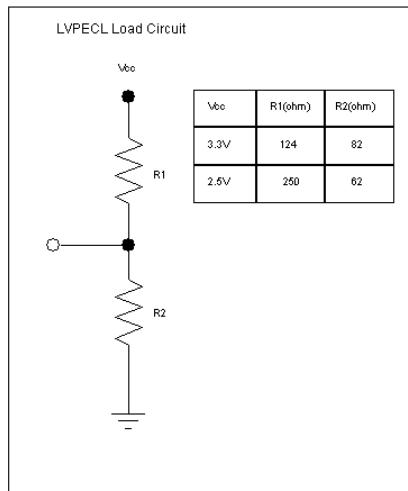 LVPECL Load Circuit
Vcc
Vcc R1(ohm) R2(ohm)
3.3V 124 82
2.5V 250 62
R1
R2